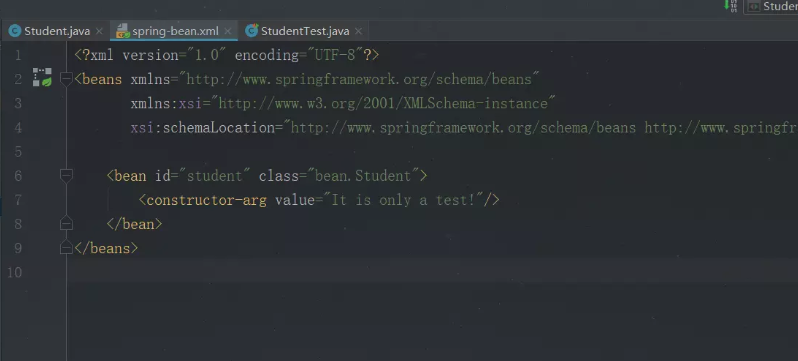 Studen
Student.java spring-bean.xml StudentTest.java
1 <?xml version="1.0" encoding="UTF-8"?>
2 <beans xmlns="http://www.springframework.org/schema/beans"
3 xmlns:xsi="http://www.w3.org/2001/XMLSchema-instance"
4 xsi:schemaLocation="http://www.springframework.org/schema/beans http://www.springfr
5
6 <bean id="student" class="bean.Student">
7 <constructor-arg value="It is only a test!"/>
8 </bean>
9 </beans>
10